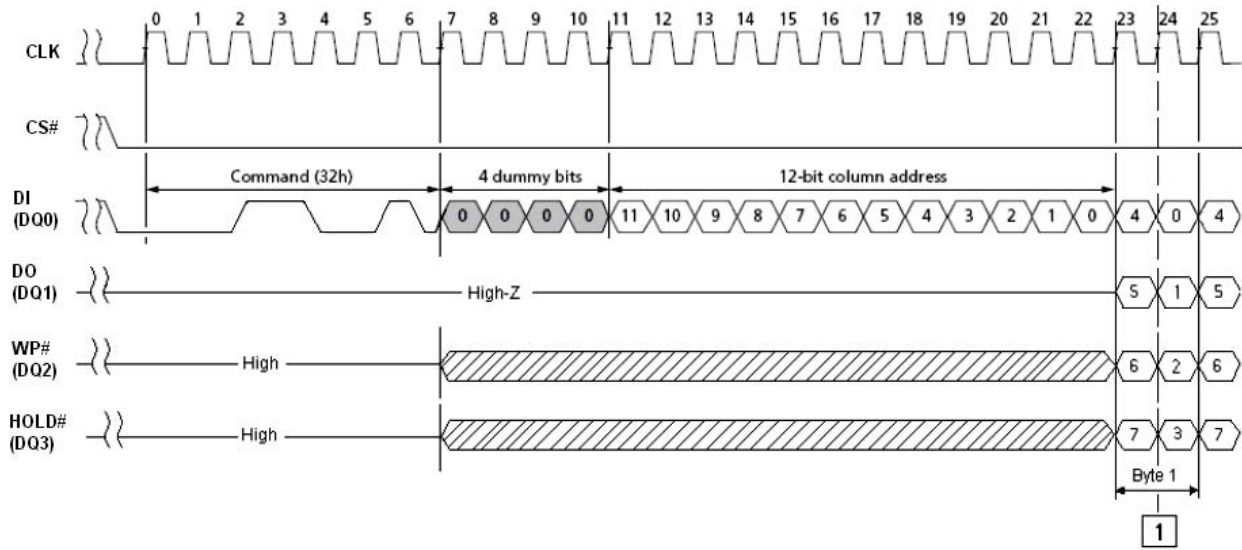 0 1 2 3 4 5 6 7 8 9 10 11 12 13 14 15 16 17 18 19 20 21 22 23 24 25
CLK
CS#
Command (32h) 4 dummy bits 12-bit column address
DI
(DQ0)
0 0 0 0 11 10 9 8 7 6 5 4 3 2 1 0 4 0 4
DO
(DQ1)
High-Z 5 1 5
WP#
(DQ2)
High 6 2 6
HOLD#
(DQ3)
High 7 3 7
Byte 1
1